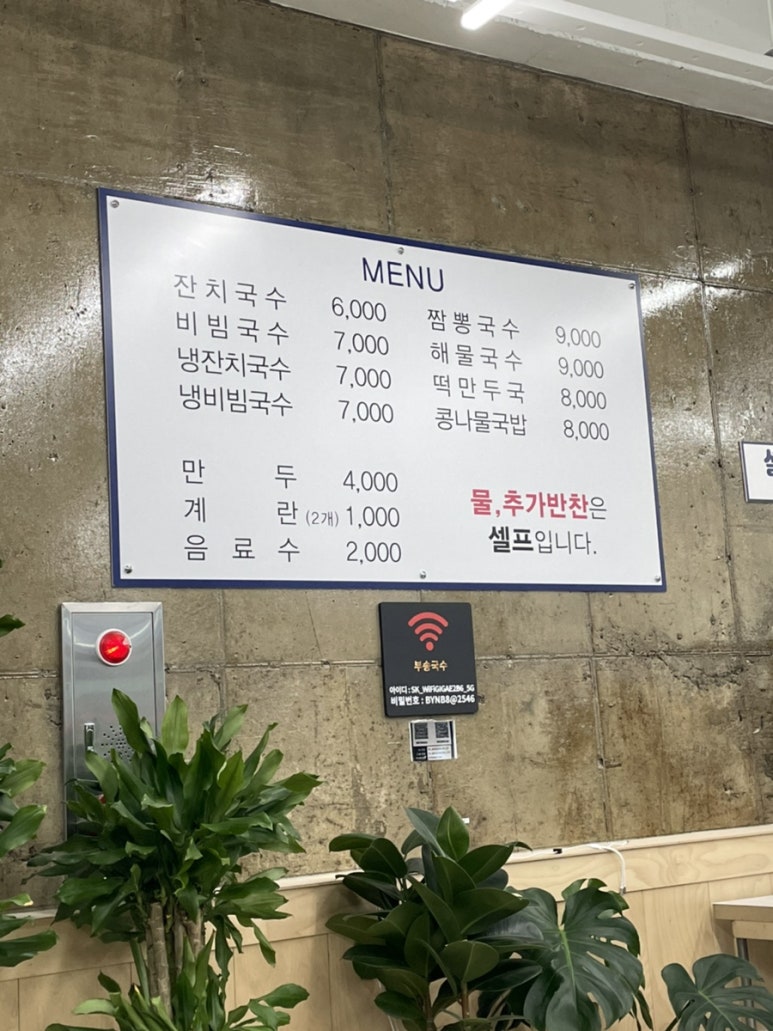 MENU
잔치국수 6,000
비빔국수 7,000
냉잔치국수 7,000
냉비빔국수 7,000
만두 4,000
계란 (2개) 1,000
음료수 2,000
짬뽕국수 9,000
해물국수 9,000
떡만두국 8,000
콩나물국밥 8,000
물,추가반찬은
셀프입니다.
부송국수
아이디 : SK_WiFiGIGAE2B6_5G
비밀번호 : BYNB8@2546